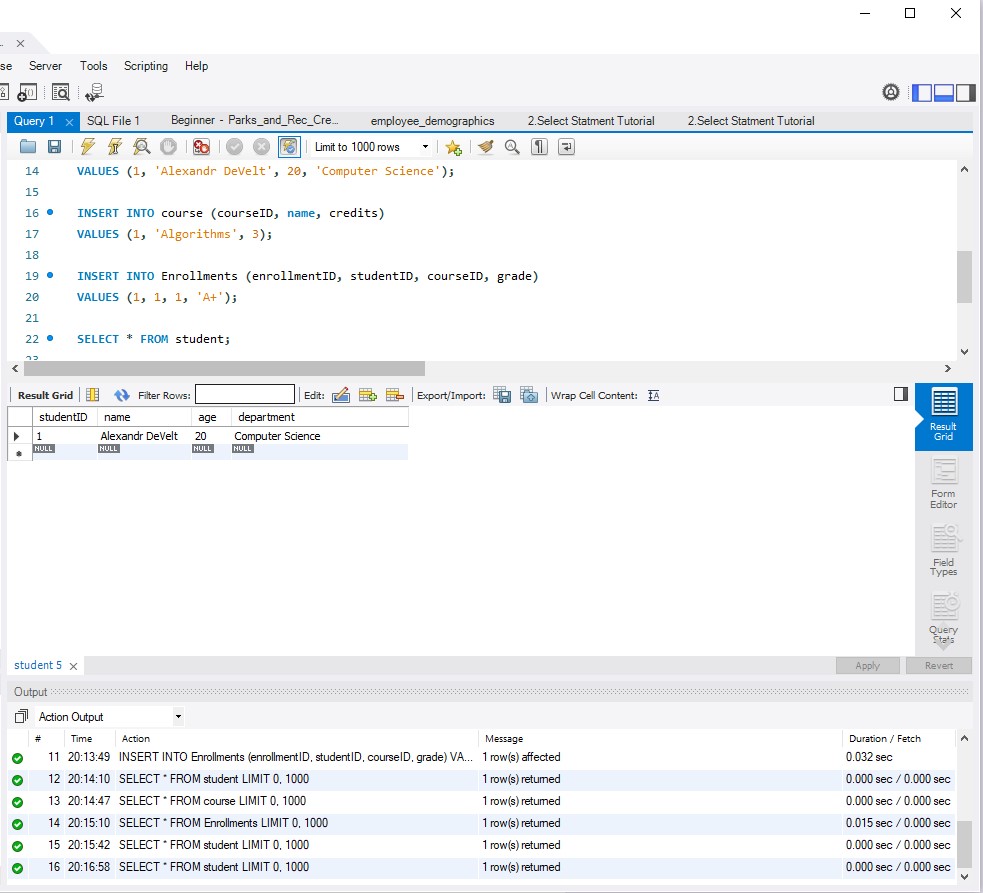 se Server Tools Scripting Help
Query 1 SQL File 1 Beginner - Parks_and_Rec_Cre... employee_demographics 2.Select Statment Tutorial 2.Select Statment Tutorial
Limit to 1000 rows
14 VALUES (1, 'Alexandr DeVelt', 20, 'Computer Science');
15
16 INSERT INTO course (courseID, name, credits)
17 VALUES (1, 'Algorithms', 3);
18
19 INSERT INTO Enrollments (enrollmentID, studentID, courseID, grade)
20 VALUES (1, 1, 1, 'A+');
21
22 SELECT * FROM student;
23
Result Grid Filter Rows: Edit: Export/Import: Wrap Cell Content:
studentID name age department
1 Alexandr DeVelt 20 Computer Science
NULL NULL NULL NULL
Result
Grid
Form
Editor
Field
Types
Query
Stats
student 5 Apply Revert
Output
Action Output
# Time Action Message Duration / Fetch
11 20:13:49 INSERT INTO Enrollments (enrollmentID, studentID, courseID, grade) VA... 1 row(s) affected 0.032 sec
12 20:14:10 SELECT * FROM student LIMIT 0, 1000 1 row(s) returned 0.000 sec / 0.000 sec
13 20:14:47 SELECT * FROM course LIMIT 0, 1000 1 row(s) returned 0.000 sec / 0.000 sec
14 20:15:10 SELECT * FROM Enrollments LIMIT 0, 1000 1 row(s) returned 0.015 sec / 0.000 sec
15 20:15:42 SELECT * FROM student LIMIT 0, 1000 1 row(s) returned 0.000 sec / 0.000 sec
16 20:16:58 SELECT * FROM student LIMIT 0, 1000 1 row(s) returned 0.000 sec / 0.000 sec